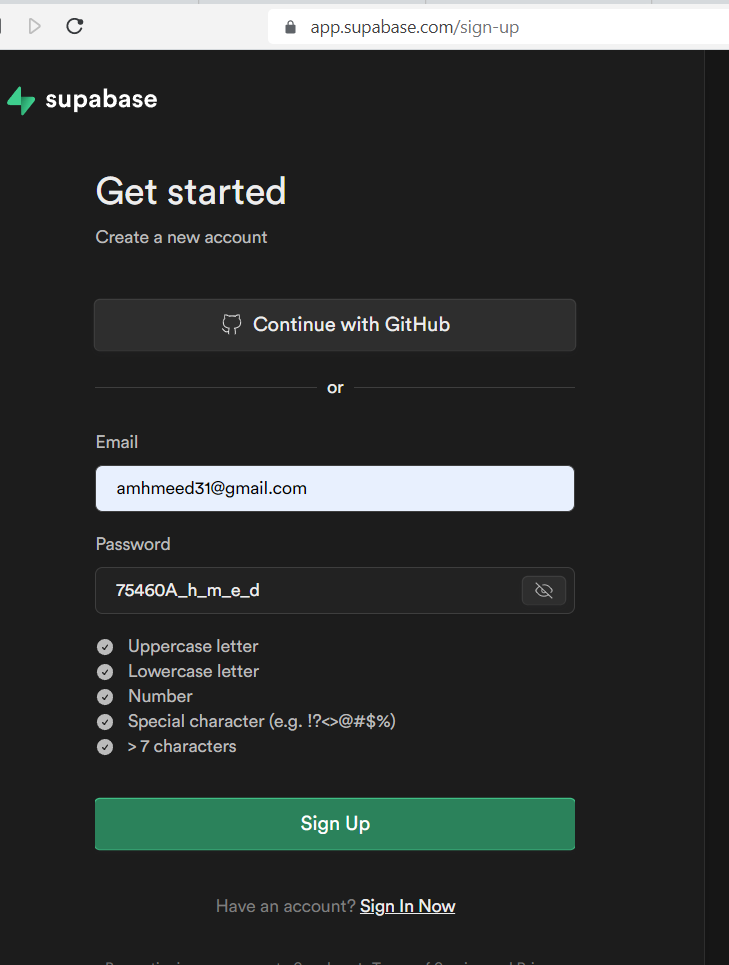 app.supabase.com/sign-up
supabase
Get started
Create a new account
Continue with GitHub
or
Email
amhmeed31@gmail.com
Password
75460A_h_m_e_d
Uppercase letter
Lowercase letter
Number
Special character (e.g. !?<>@#$%)
> 7 characters
Sign Up
Have an account? Sign In Now